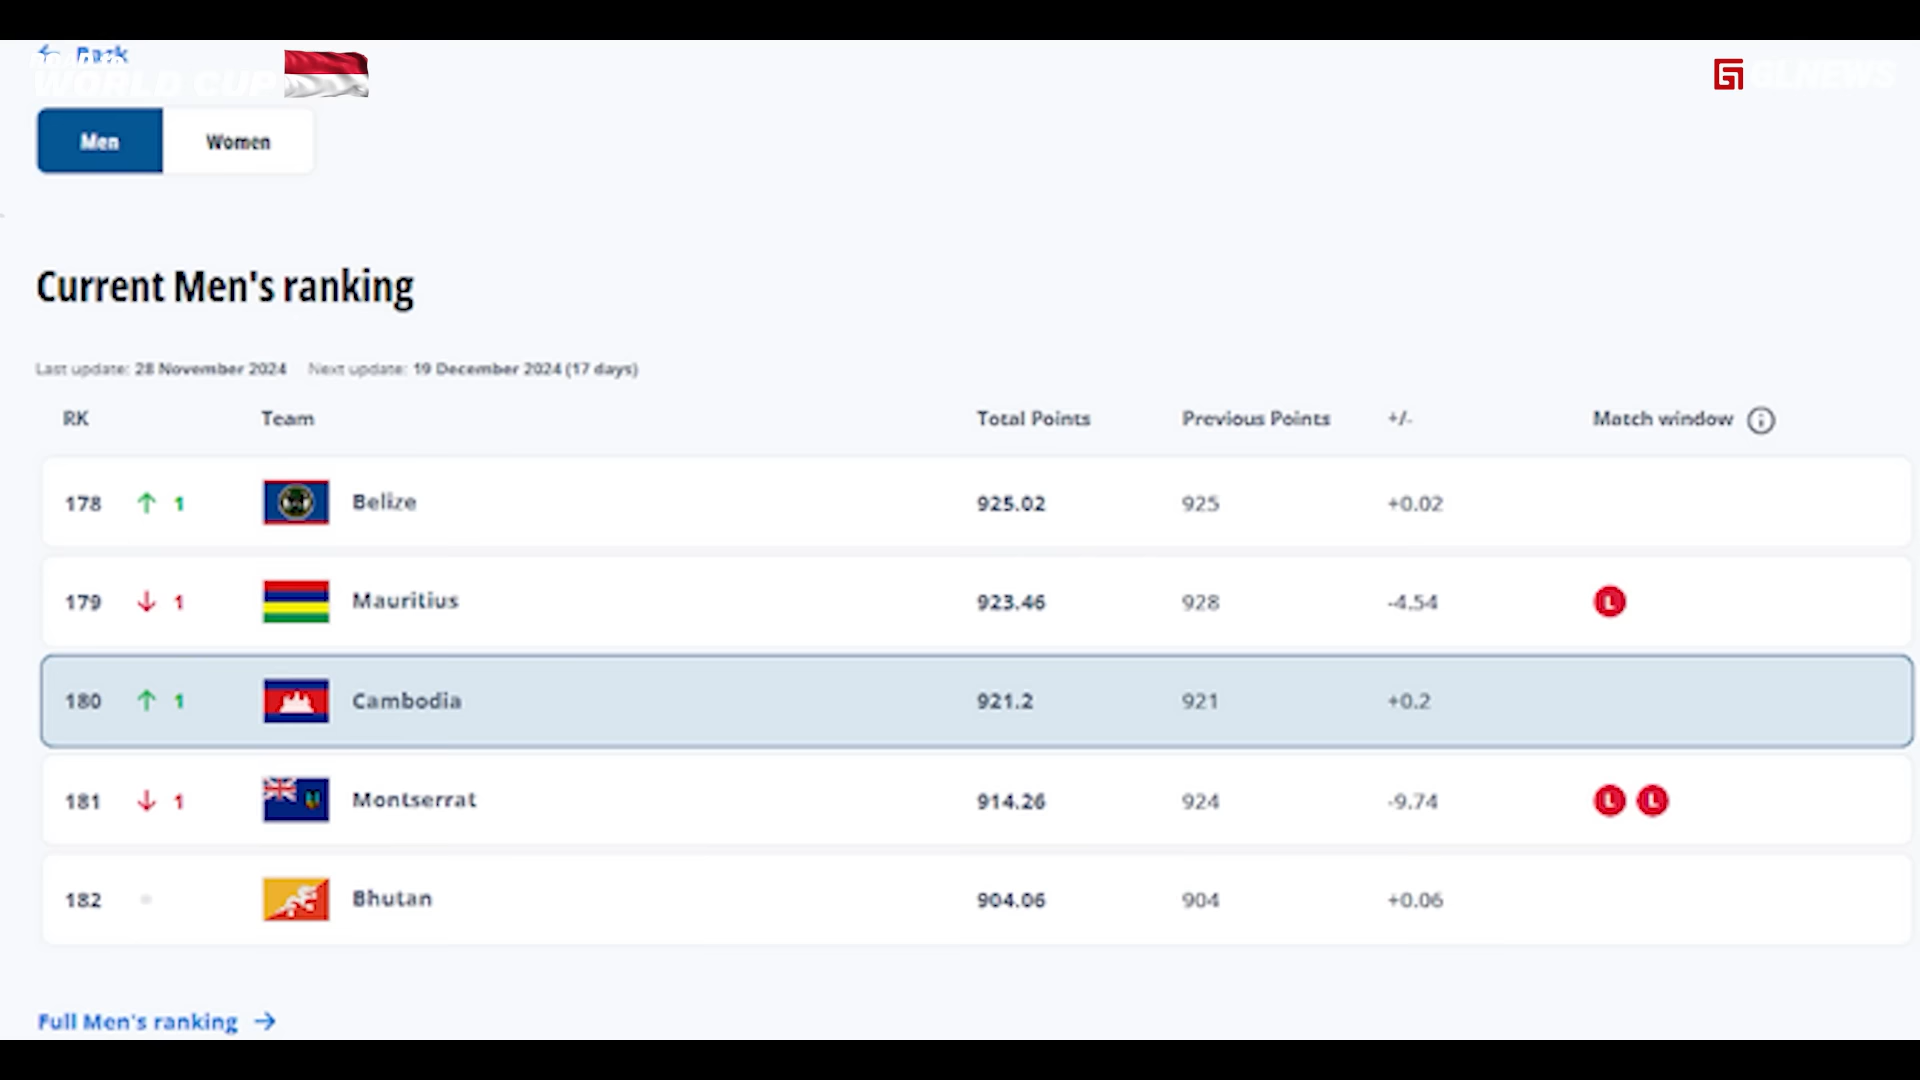 Back
WORLD CUP
GLNEWS
Men Women
Current Men's ranking
Last update: 28 November 2024 Next update: 19 December 2024 (17 days)
RK Team Total Points Previous Points +/- Match window
178 1 Belize 925.02 925 +0.02
179 1 Mauritius 923.46 928 -4.54 L
180 1 Cambodia 921.2 921 +0.2
181 1 Montserrat 914.26 924 -9.74 L L
182 Bhutan 904.06 904 +0.06
Full Men's ranking